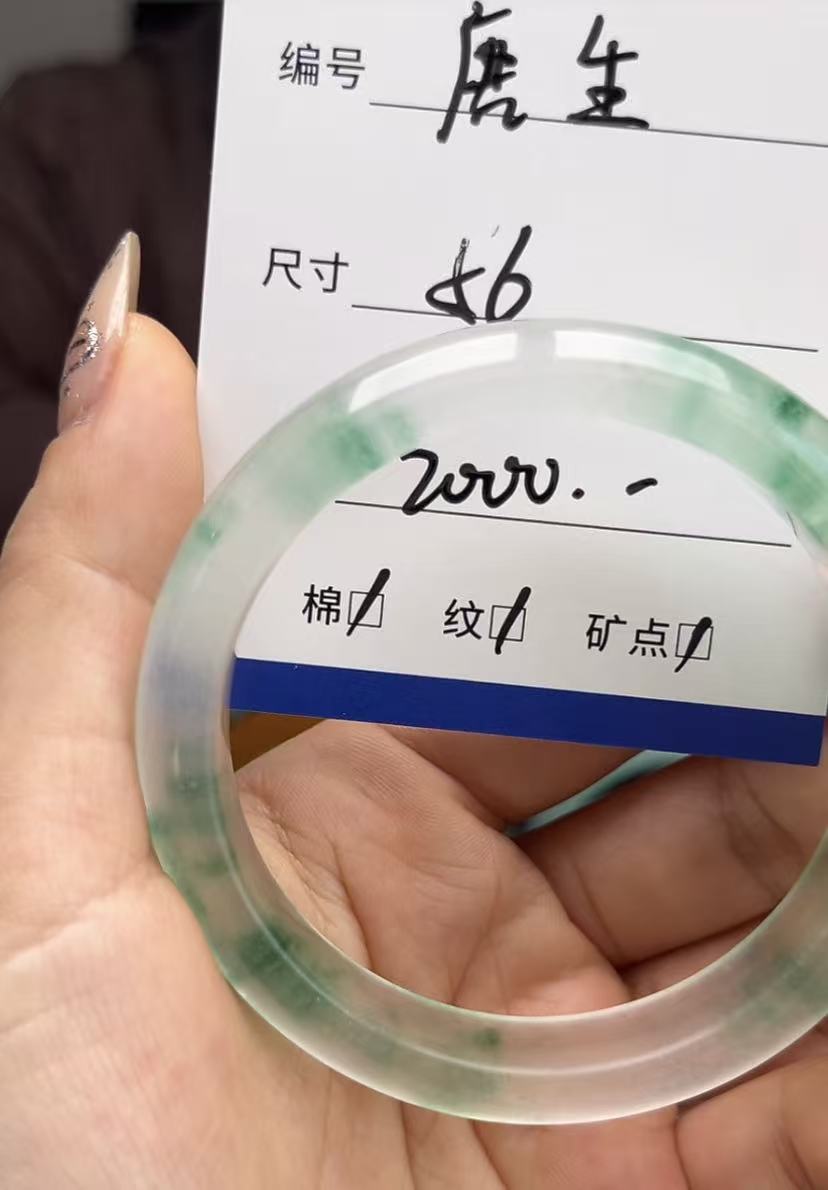 编号 唐生
尺寸 56
2000.-
棉 纹 矿点